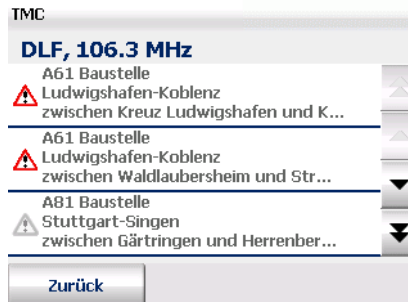 TMC
DLF, 106.3 MHz
A61 Baustelle
Ludwigshafen-Koblenz
zwischen Kreuz Ludwigshafen und K...
A61 Baustelle
Ludwigshafen-Koblenz
zwischen Waldlaubersheim und Str...
A81 Baustelle
Stuttgart-Singen
zwischen Gärtringen und Herrenber...
Zurück